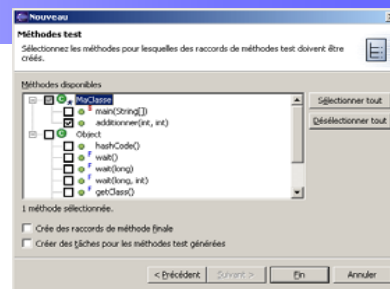 Nouveau
Méthodes test
Sélectionnez les méthodes pour lesquelles des raccords de méthodes test doivent être
créés.
Méthodes disponibles
MaClasse
main(String[])
additionner(int, int)
Object
hashCode()
wait()
wait(long)
wait(long, int)
getClass()
Sélectionner tout
Désélectionner tout
1 méthode sélectionnée.
Crée des raccords de méthode finale
Créer des tâches pour les méthodes test générées
< Précédent
Suivant >
Fin
Annuler